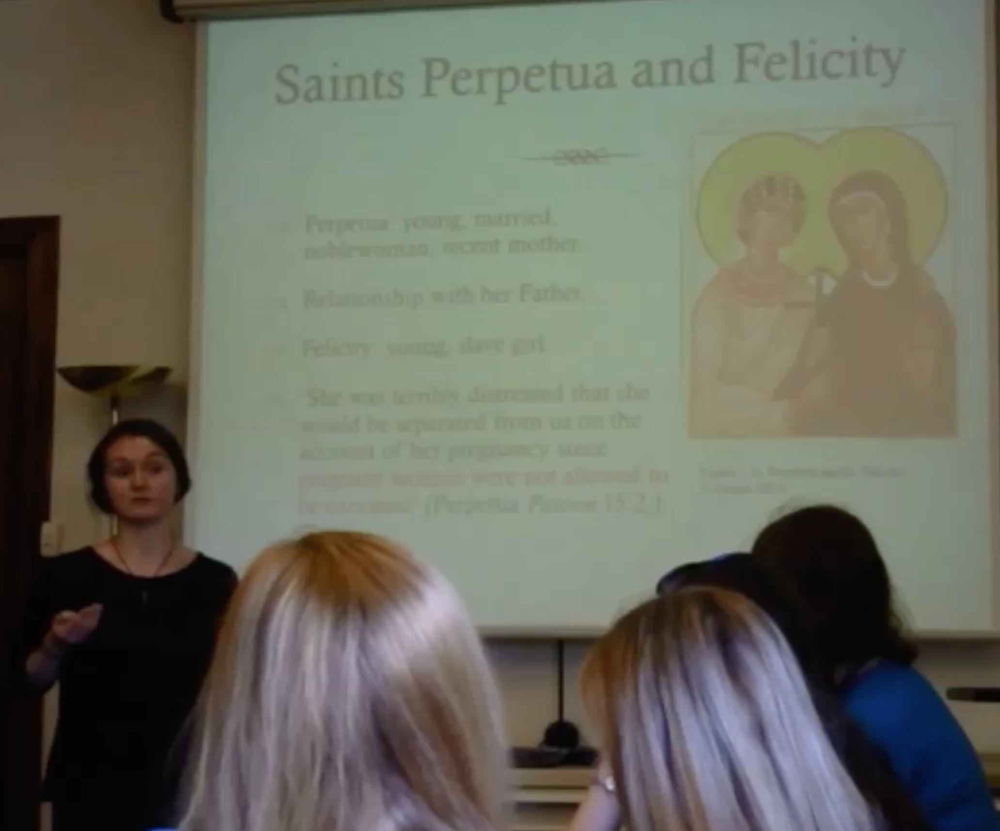 Saints Perpetua and Felicity
Perpetua young, married,
noblewoman, recent mother.
Relationship with her Father.
Felicity young, slave girl.
'She was terribly distressed that she
would be separated from us on the
account of her pregnancy since
pregnant women were not allowed to
be executed' (Perpetua Passion 15.2.)